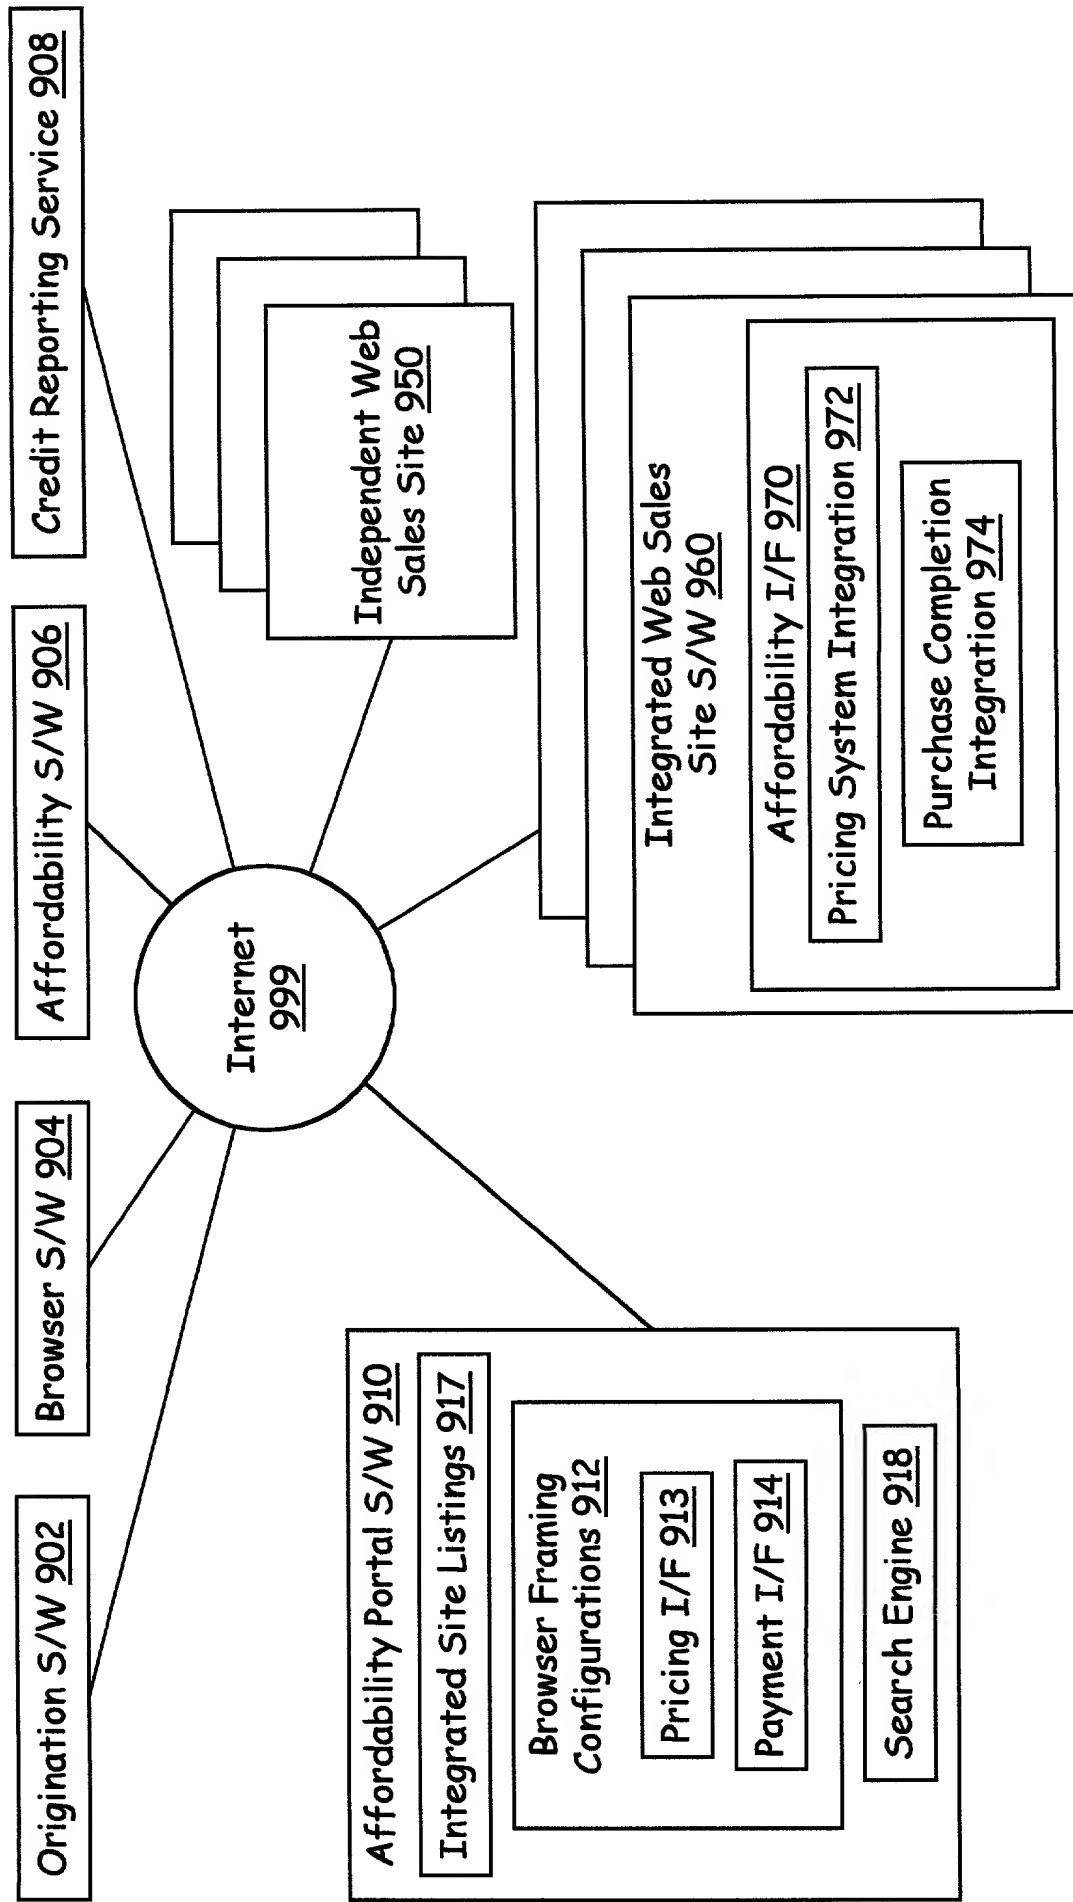 Origination S/W 902
Browser S/W 904
Affordability S/W 906
Credit Reporting Service 908
Internet
999
Affordability Portal S/W 910
Integrated Site Listings 917
Browser Framing
Configurations 912
Pricing I/F 913
Payment I/F 914
Search Engine 918
Independent Web
Sales Site 950
Integrated Web Sales
Site S/W 960
Affordability I/F 970
Pricing System Integration 972
Purchase Completion
Integration 974